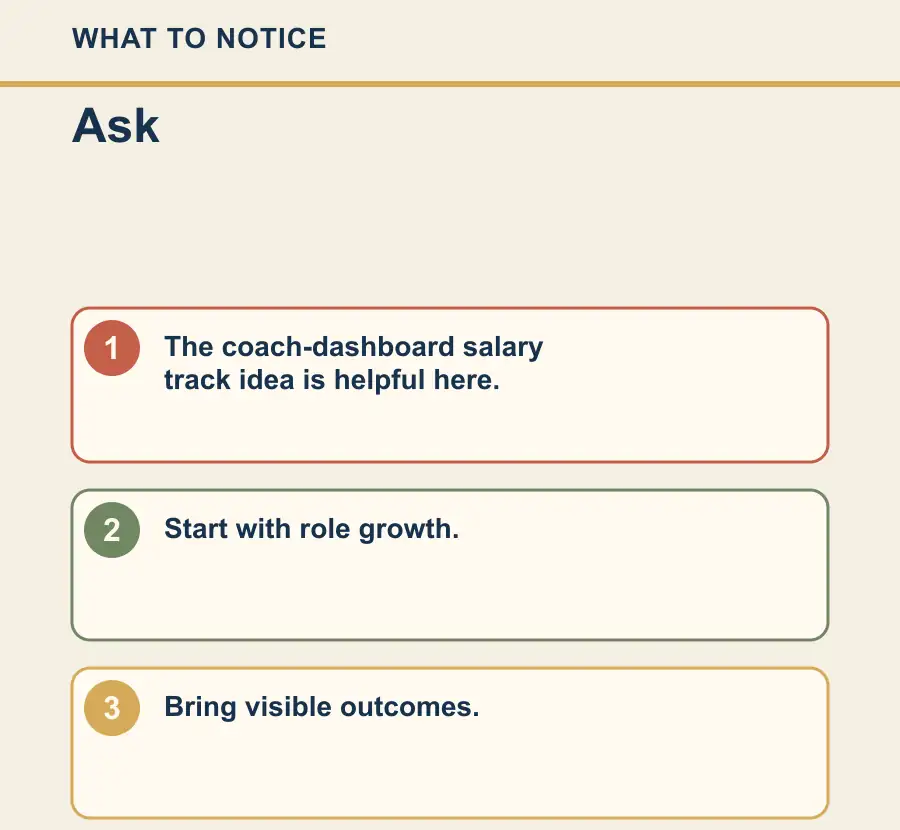 WHAT TO NOTICE
Ask
1
The coach-dashboard salary
track idea is helpful here.
2
Start with role growth.
3
Bring visible outcomes.